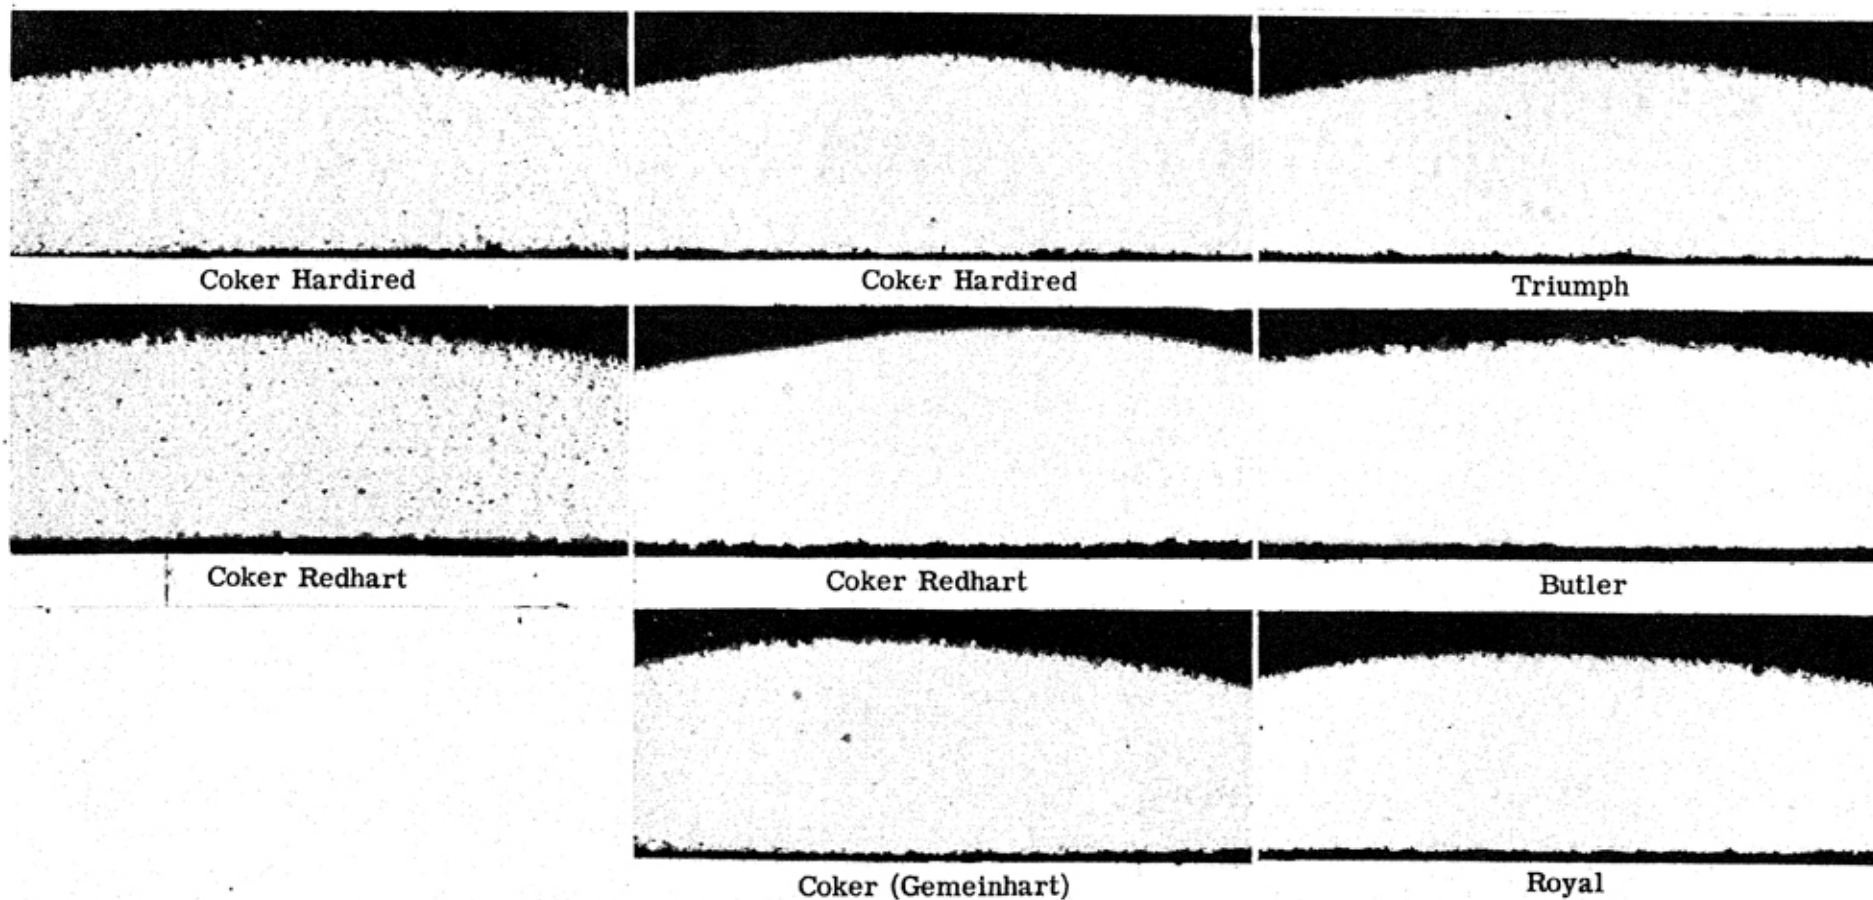 Coker Hardired
Coker Hardired
Triumph
Coker Redhart
Coker Redhart
Butler
Coker (Gemeinhart)
Royal